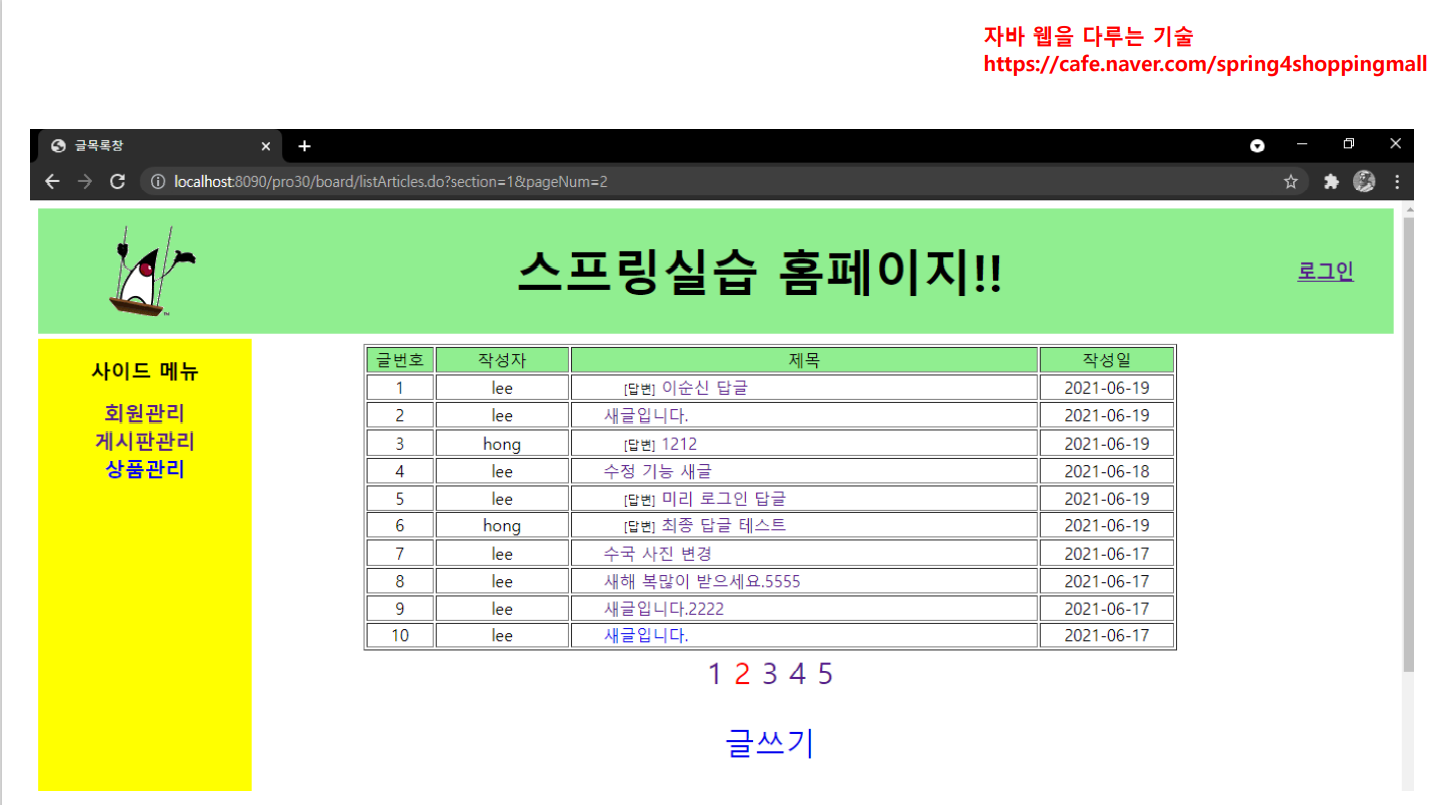 자바 웹을 다루는 기술
https://cafe.naver.com/spring4shoppingmall
글목록창
localhost:8090/pro30/board/listArticles.do?section=1&pageNum=2
스프링실습 홈페이지!!
로그인
사이드 메뉴
회원관리
게시판관리
상품관리
글번호 작성자 제목 작성일
1 lee [답변] 이순신 답글 2021-06-19
2 lee 새글입니다. 2021-06-19
3 hong [답변] 1212 2021-06-19
4 lee 수정 기능 새글 2021-06-18
5 lee [답변] 미리 로그인 답글 2021-06-19
6 hong [답변] 최종 답글 테스트 2021-06-19
7 lee 수국 사진 변경 2021-06-17
8 lee 새해 복많이 받으세요.5555 2021-06-17
9 lee 새글입니다.2222 2021-06-17
10 lee 새글입니다. 2021-06-17
1 2 3 4 5
글쓰기